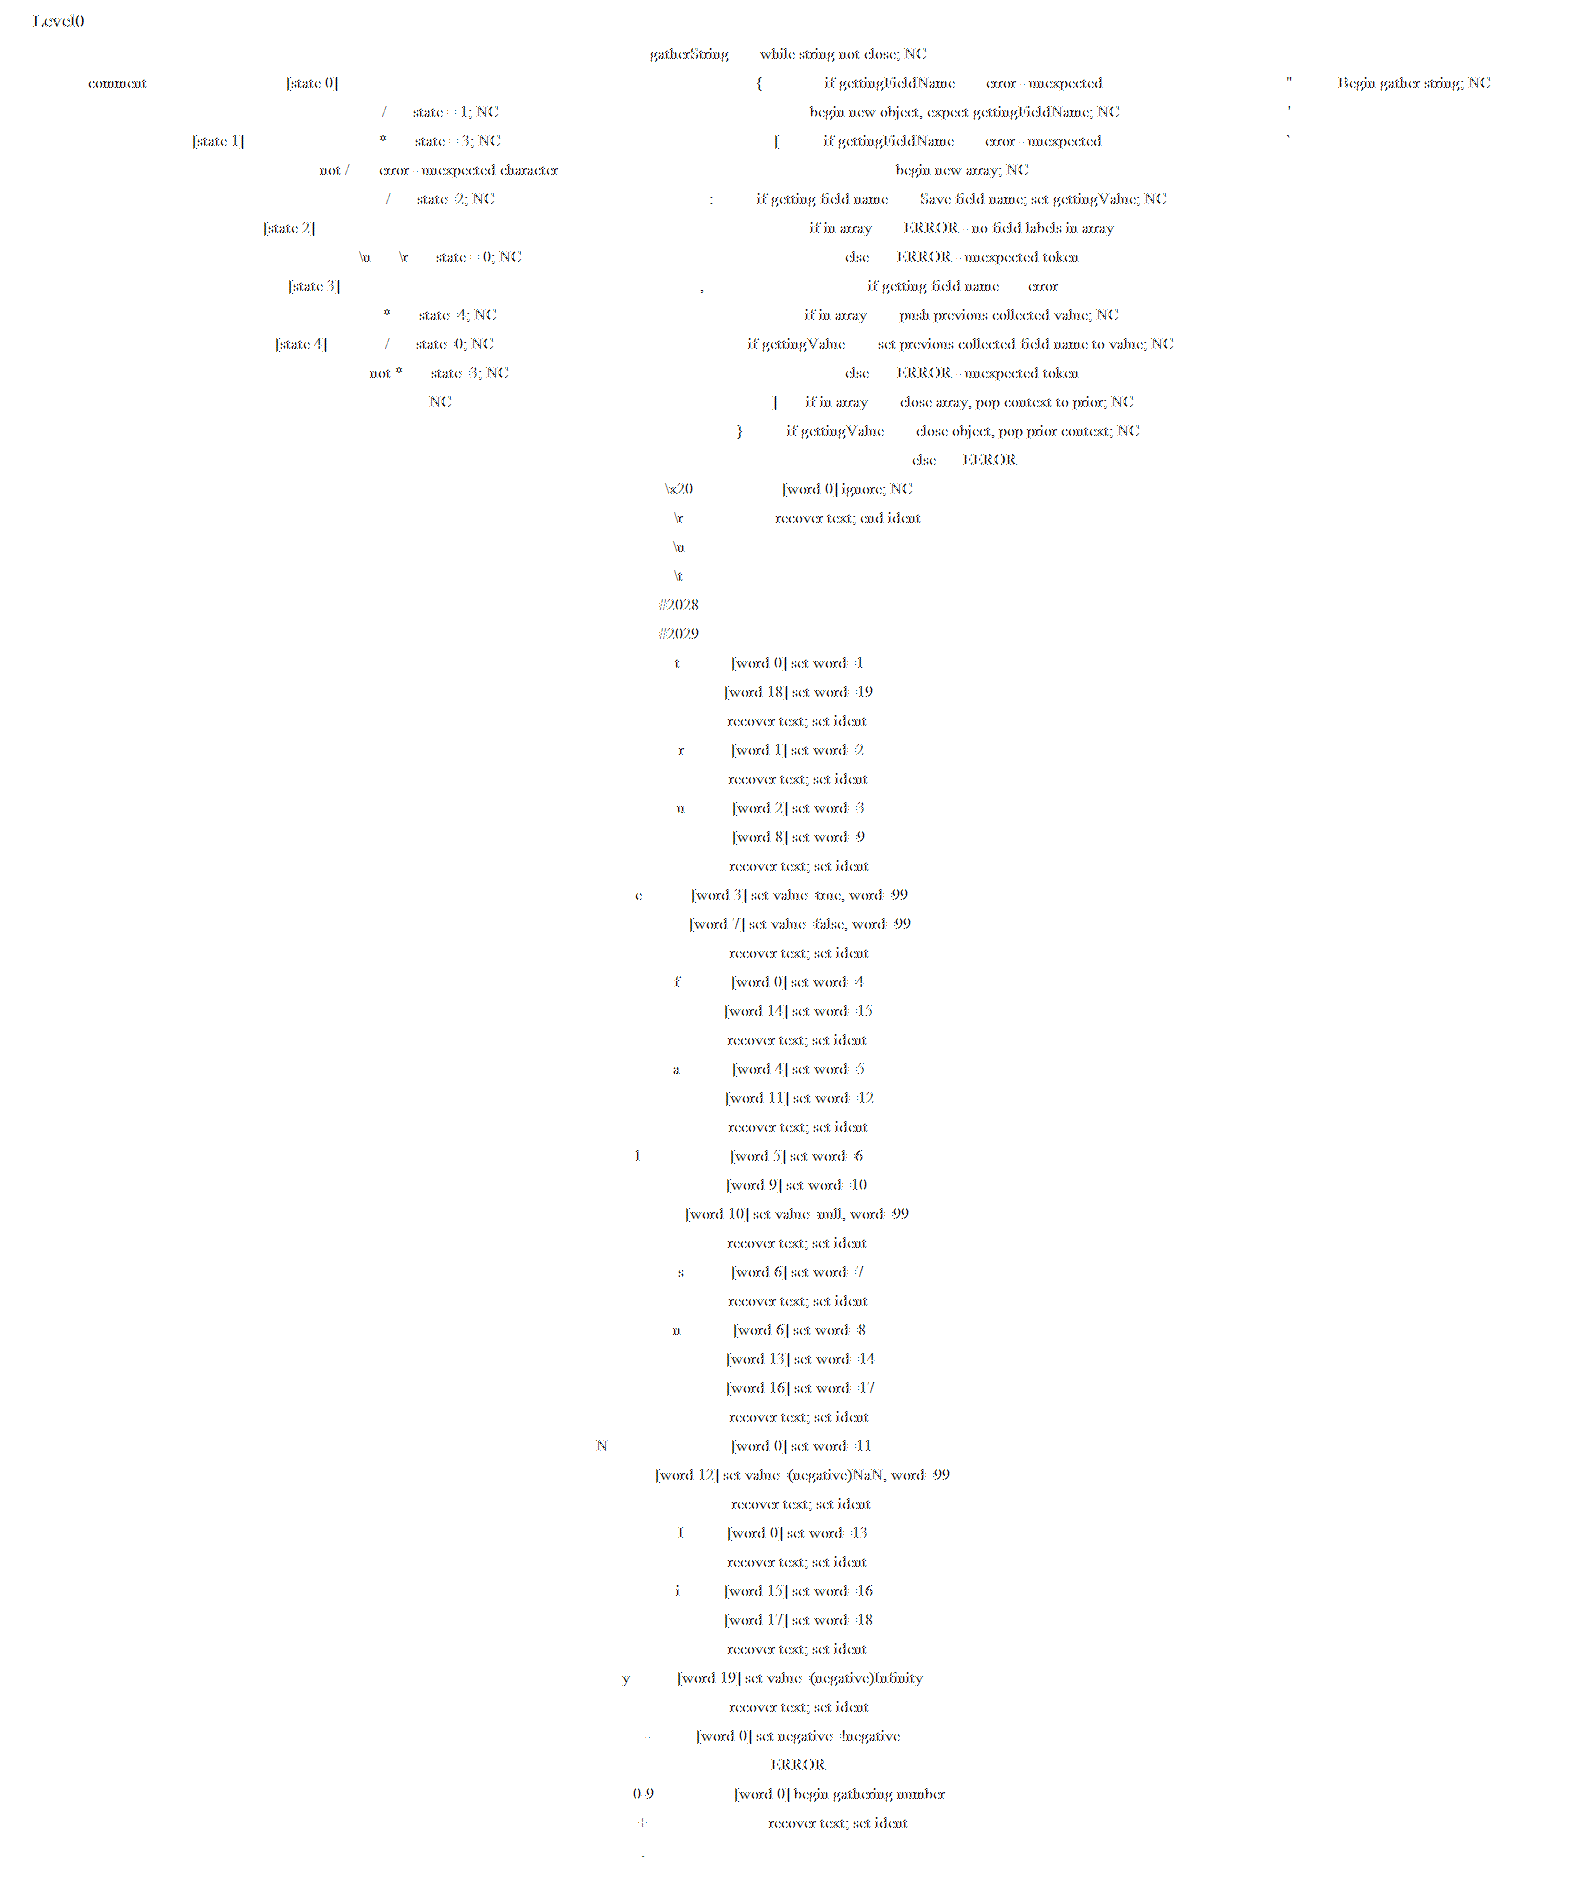 Level0
gatherString while string not close; NC
comment [state 0] { if gettingFieldName error - unexpected " Begin gather string; NC
/ state = 1; NC begin new object, expect gettingFieldName; NC '
[state 1] * state = 3; NC [ if gettingFieldName error - unexpected `
not / error - unexpected character begin new array; NC
/ state=2; NC : if getting field name Save field name; set gettingValue; NC
[state 2] if in array ERROR - no field labels in array
\n \r state = 0; NC else ERROR - unexpected token
[state 3] , if getting field name error
* state=4; NC if in array push previous collected value; NC
[state 4] / state=0; NC if gettingValue set previous collected field name to value; NC
not * state=3; NC else ERROR - unexpected token
NC ] if in array close array, pop context to prior; NC
} if gettingValue close object, pop prior context; NC
else EERROR
\x20 [word 0] ignore; NC
\r recover text; end ident
\n
\t
#2028
#2029
t [word 0] set word=1
[word 18] set word=19
recover text; set ident
r [word 1] set word=2
recover text; set ident
u [word 2] set word=3
[word 8] set word=9
recover text; set ident
e [word 3] set value=true, word=99
[word 7] set value=false, word=99
recover text; set ident
f [word 0] set word=4
[word 14] set word=15
recover text; set ident
a [word 4] set word=5
[word 11] set word=12
recover text; set ident
l [word 5] set word=6
[word 9] set word=10
[word 10] set value=null, word=99
recover text; set ident
s [word 6] set word=7
recover text; set ident
n [word 6] set word=8
[word 13] set word=14
[word 16] set word=17
recover text; set ident
N [word 0] set word=11
[word 12] set value=(negative)NaN, word=99
recover text; set ident
I [word 0] set word=13
recover text; set ident
i [word 15] set word=16
[word 17] set word=18
recover text; set ident
y [word 19] set value=(negative)Infinity
recover text; set ident
- [word 0] set negative=!negative
ERROR
0-9 [word 0] begin gathering number
+ recover text; set ident
.